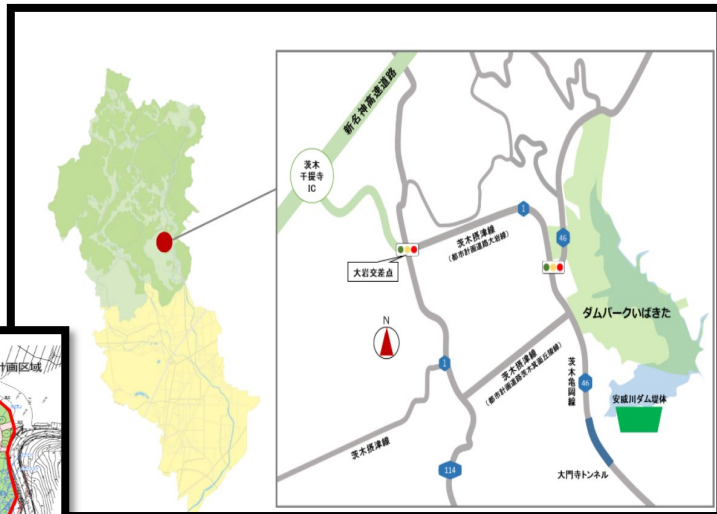 新名神高速道路
茨木
千提寺
IC
大岩交差点
茨木摂津線
(都市計画道路大岩線)
1
46
ダムパークいばきた
N
1
茨木摂津線
(都市計画道路茨木箕面丘陵線)
茨木亀岡線
46
安威川ダム堤体
茨木摂津線
114
大門寺トンネル
計画区域